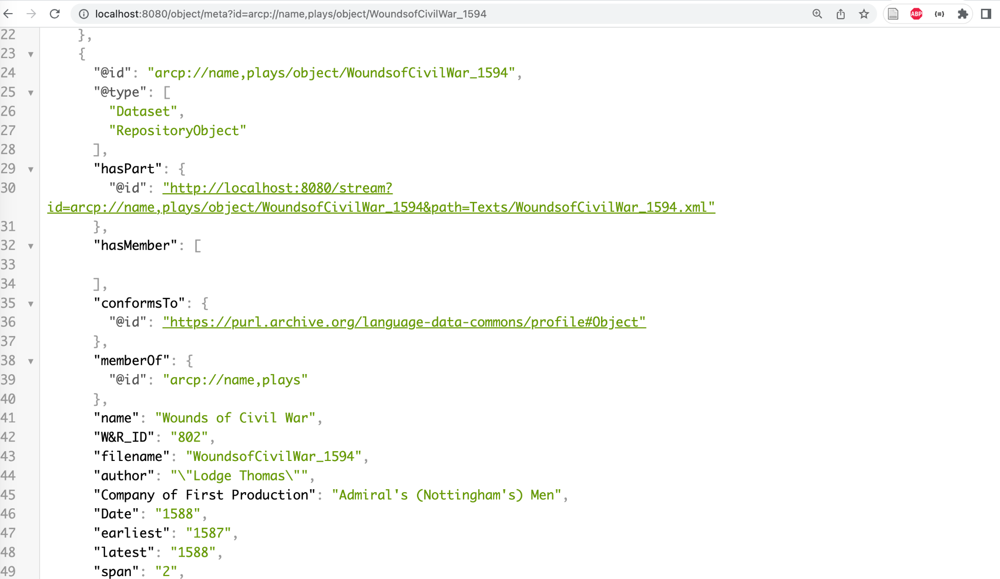 localhost:8080/object/meta?id=arcp://name,plays/object/WoundsofCivilWar_1594
ABP
22 },
23 {
24 "@id": "arcp://name,plays/object/WoundsofCivilWar_1594",
25 "@type": [
26 "Dataset",
27 "RepositoryObject"
28 ],
29 "hasPart": {
30 "@id": "http://localhost:8080/stream?
id=arcp://name,plays/object/WoundsofCivilWar_1594&path=Texts/WoundsofCivilWar_1594.xml"
31 },
32 "hasMember": [
33
34 ],
35 "conformsTo": {
36 "@id": "https://purl.archive.org/language-data-commons/profile#Object"
37 },
38 "memberOf": {
39 "@id": "arcp://name,plays"
40 },
41 "name": "Wounds of Civil War",
42 "W&R_ID": "802",
43 "filename": "WoundsofCivilWar_1594",
44 "author": "\"Lodge Thomas\"",
45 "Company of First Production": "Admiral's (Nottingham's) Men",
46 "Date": "1588",
47 "earliest": "1587",
48 "latest": "1588",
49 "span": "2",